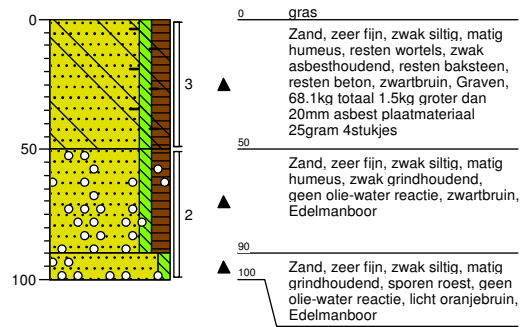 0
50
100
3
2
0
gras
Zand, zeer fijn, zwak siltig, matig
humeus, resten wortels, zwak
asbesthoudend, resten baksteen,
resten beton, zwartbruin, Graven,
68.1kg totaal 1.5kg groter dan
20mm asbest plaatmateriaal
25gram 4stukjes
50
Zand, zeer fijn, zwak siltig, matig
humeus, zwak grindhoudend,
geen olie-water reactie, zwartbruin,
Edelmanboor
90
Zand, zeer fijn, zwak siltig, matig
grindhoudend, sporen roest, geen
olie-water reactie, licht oranjebruin,
Edelmanboor
100